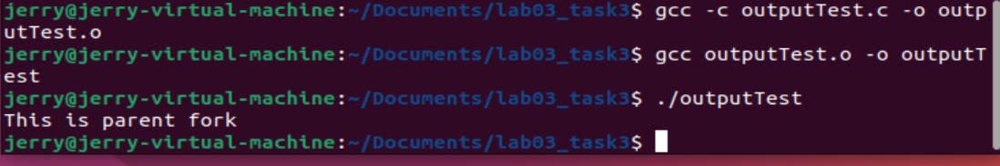 jerry@jerry-virtual-machine:~/Documents/lab03_task3$ gcc -c outputTest.c -o outp
utTest.o
jerry@jerry-virtual-machine:~/Documents/lab03_task3$ gcc outputTest.o -o outputT
est
jerry@jerry-virtual-machine:~/Documents/lab03_task3$ ./outputTest
This is parent fork
jerry@jerry-virtual-machine:~/Documents/lab03_task3$